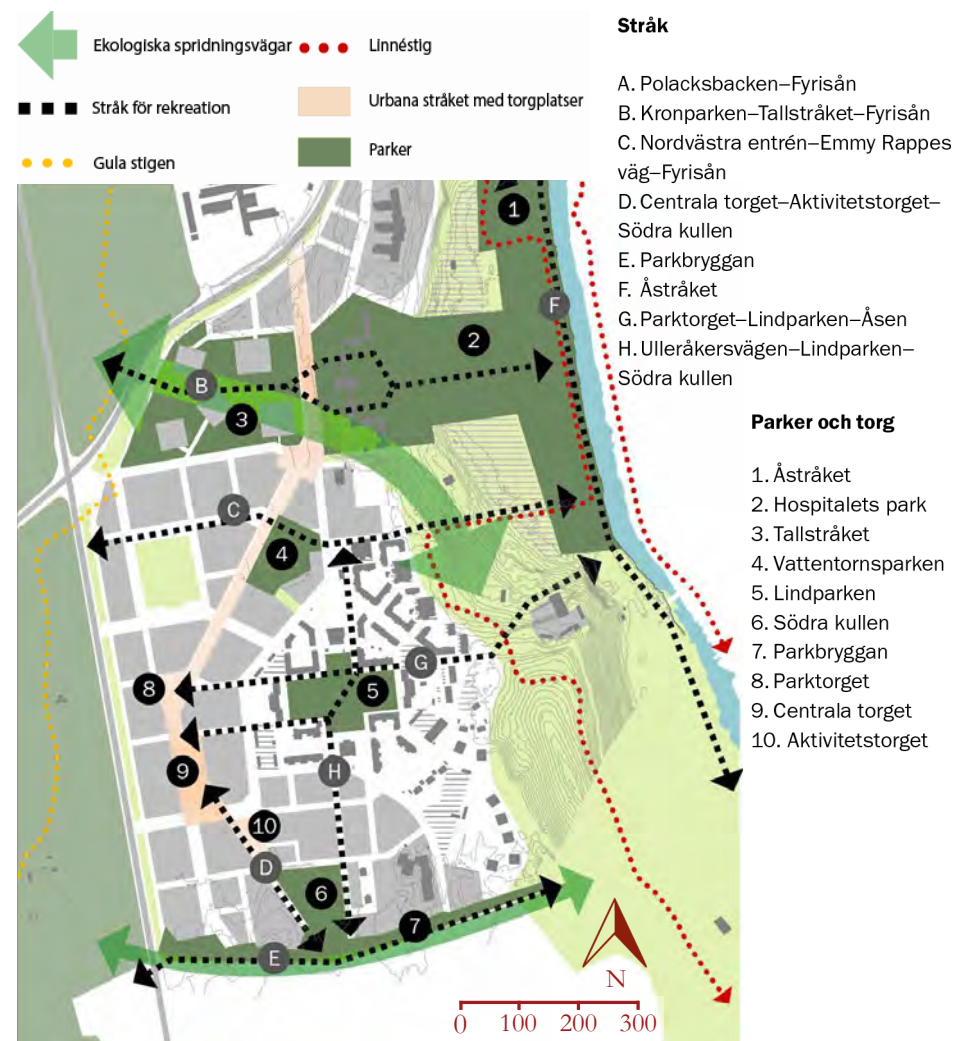 Ekologiska spridningsvägar
Linnéstig
Stråk för rekreation
Urbana stråket med torgplatser
Gula stigen
Parker
Stråk
A. Polacksbacken–Fyrisån
B. Kronparken–Tallstråket–Fyrisån
C. Nordvästra entrén–Emmy Rappes
väg–Fyrisån
D. Centrala torget–Aktivitetstorget–
Södra kullen
E. Parkbryggan
F. Åstråket
G. Parktorget–Lindparken–Åsen
H. Ulleråkersvägen–Lindparken–
Södra kullen
Parker och torg
1. Åstråket
2. Hospitalets park
3. Tallstråket
4. Vattentornsparken
5. Lindparken
6. Södra kullen
7. Parkbryggan
8. Parktorget
9. Centrala torget
10. Aktivitetstorget
1
F
2
B
3
C
4
G
5
8
9
H
10
D
6
7
E
N
0 100 200 300